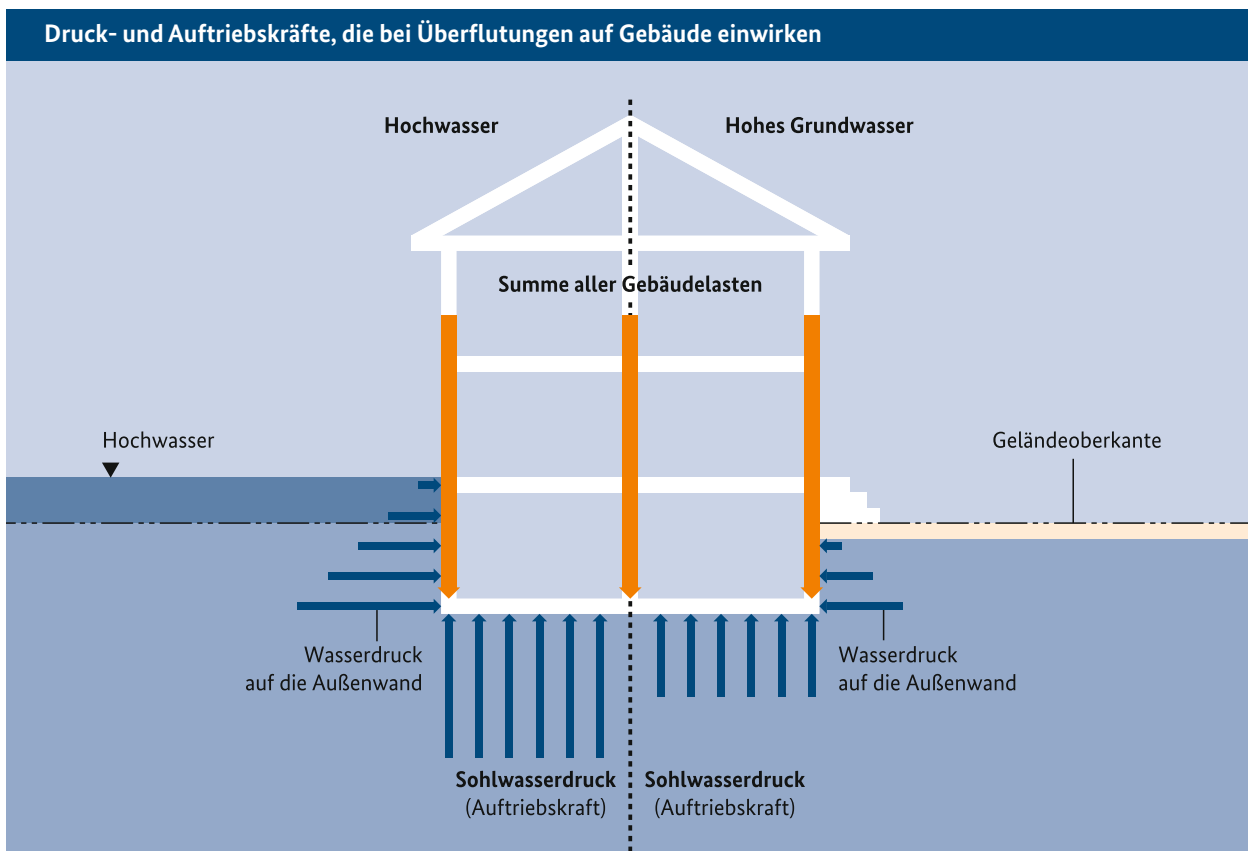 Druck- und Auftriebskräfte, die bei Überflutungen auf Gebäude einwirken
Hochwasser
Hohes Grundwasser
Summe aller Gebäudelasten
Hochwasser
Geländeoberkante
Wasserdruck
auf die Außenwand
Wasserdruck
auf die Außenwand
Sohlwasserdruck
(Auftriebskraft)
Sohlwasserdruck
(Auftriebskraft)